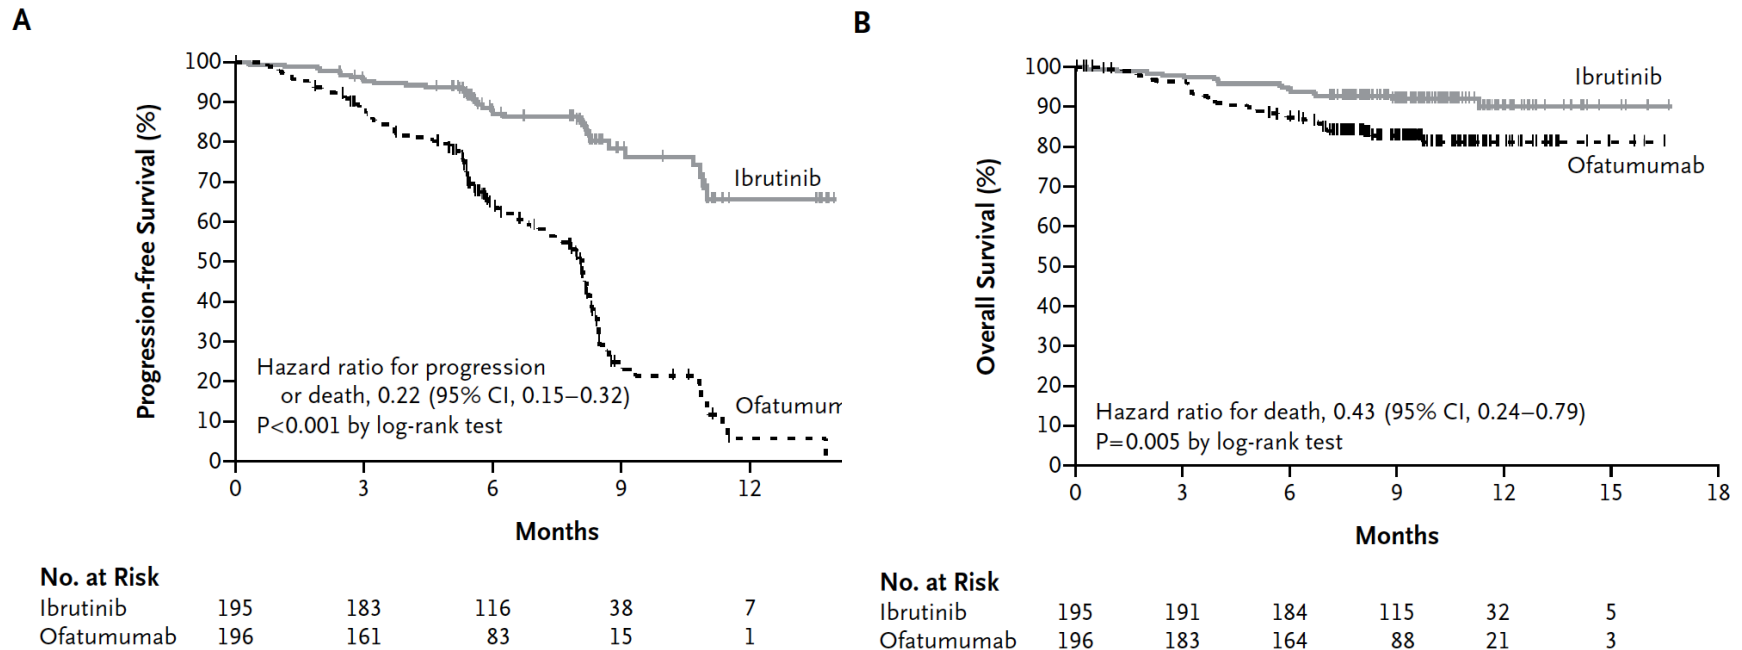 A
100
90
80
70
60
50
40
30
20
10
0
Progression-free Survival (%)
Ibrutinib
Hazard ratio for progression
or death, 0.22 (95% CI, 0.15–0.32)
P<0.001 by log-rank test
Ofatumum
0 3 6 9 12
Months
No. at Risk
Ibrutinib 195 183 116 38 7
Ofatumumab 196 161 83 15 1
B
100
90
80
70
60
50
40
30
20
10
0
Overall Survival (%)
Ibrutinib
Ofatumumab
Hazard ratio for death, 0.43 (95% CI, 0.24–0.79)
P=0.005 by log-rank test
0 3 6 9 12 15 18
Months
No. at Risk
Ibrutinib 195 191 184 115 32 5
Ofatumumab 196 183 164 88 21 3